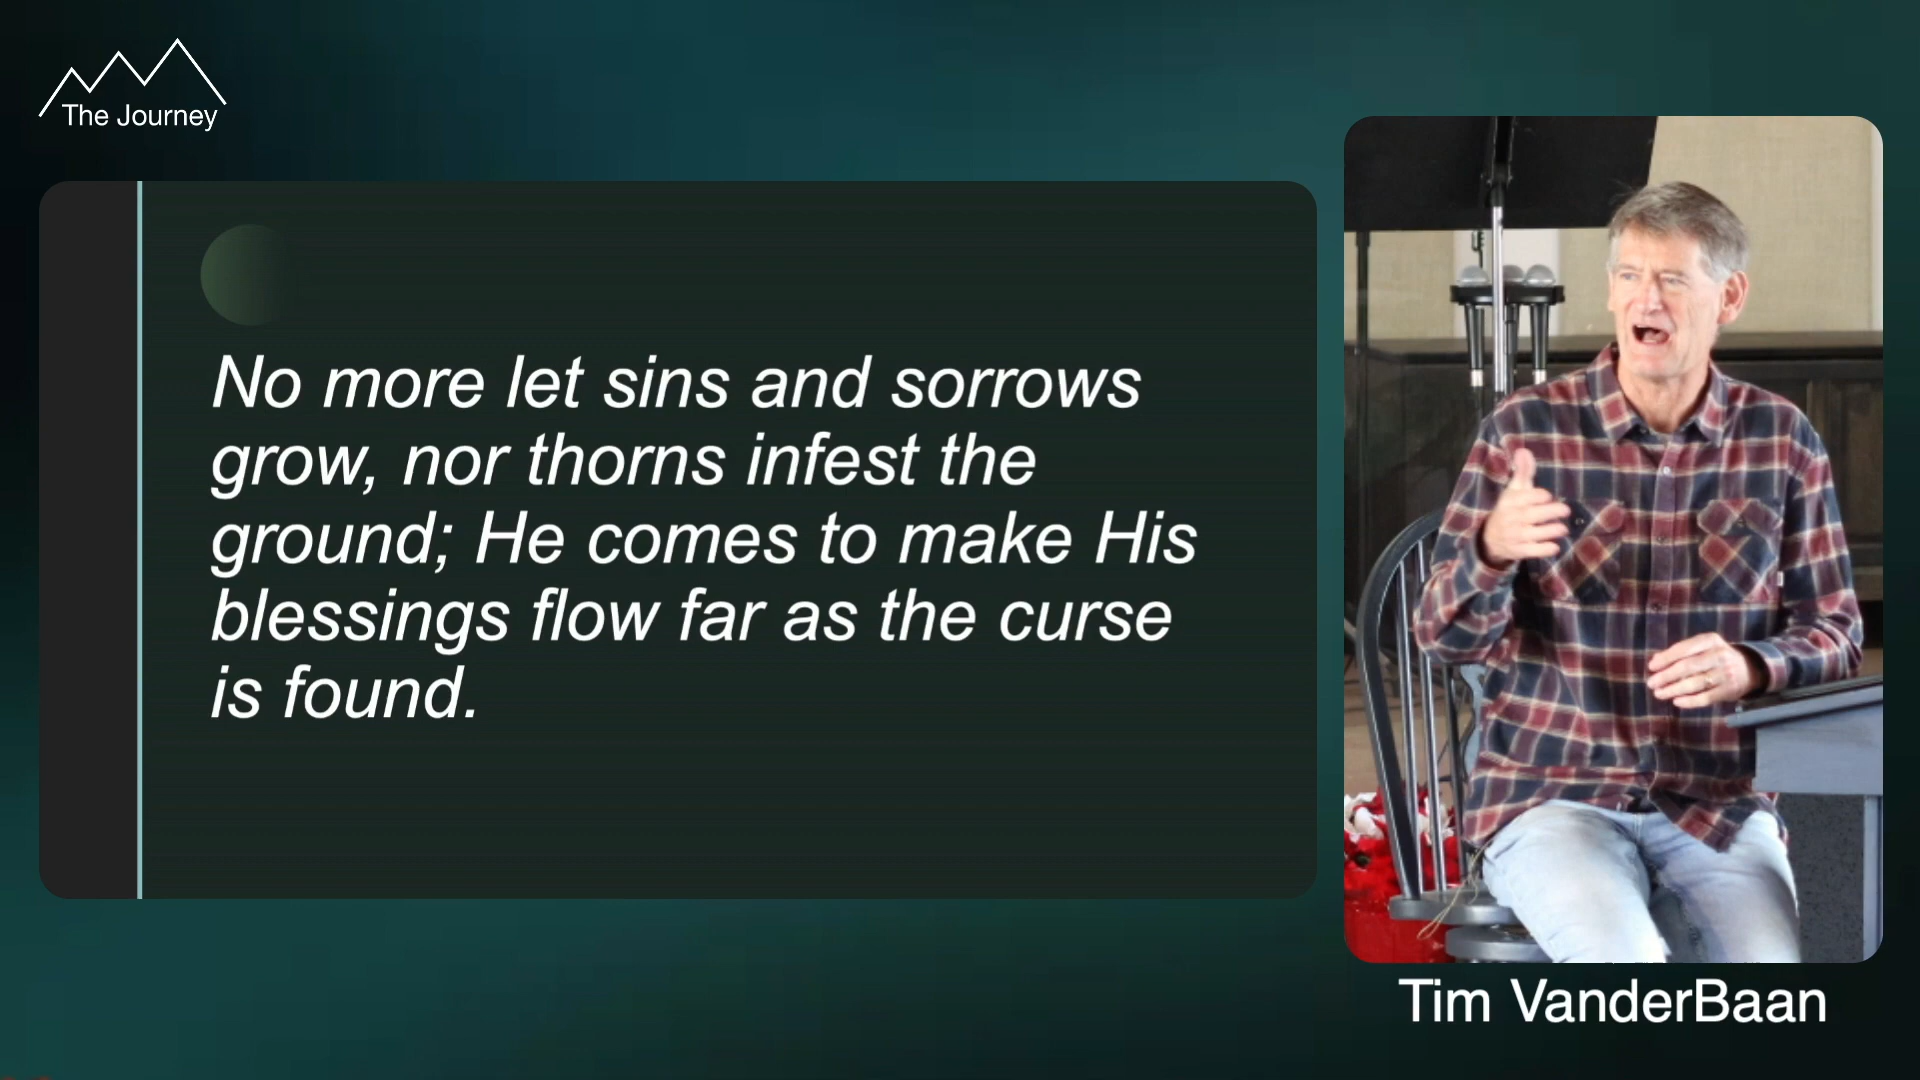 The Journey
No more let sins and sorrows
grow, nor thorns infest the
ground; He comes to make His
blessings flow far as the curse
is found.
Tim VanderBaan